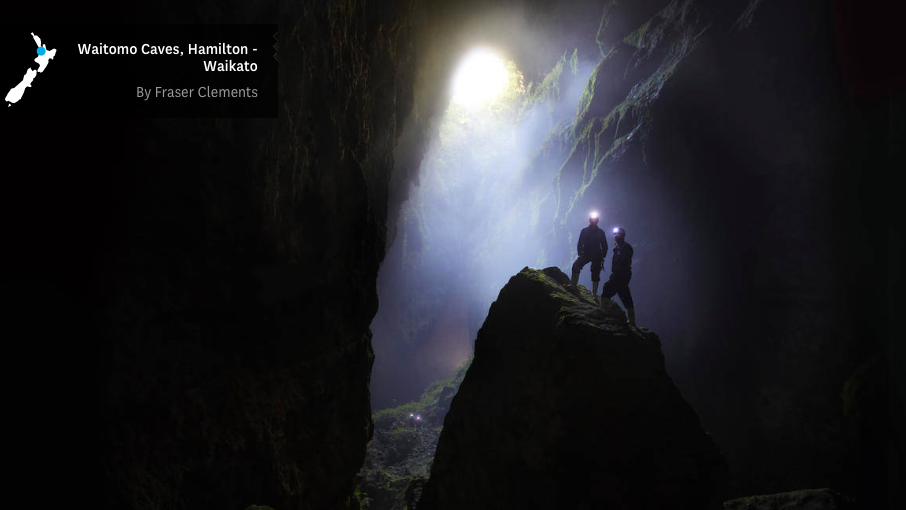 Waitomo Caves, Hamilton -
Waikato
By Fraser Clements